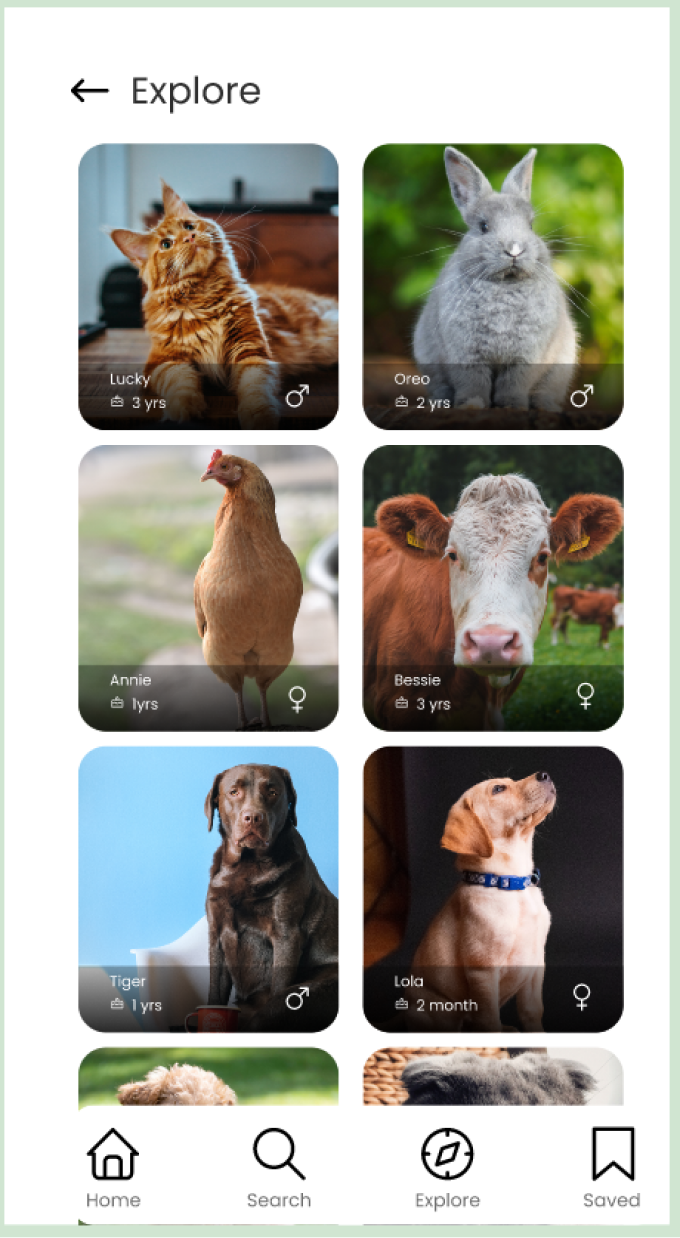 Explore
Lucky
3 yrs
Oreo
2 yrs
Annie
1yrs
Bessie
3 yrs
Tiger
1 yrs
Lola
2 month
Home
Search
Explore
Saved